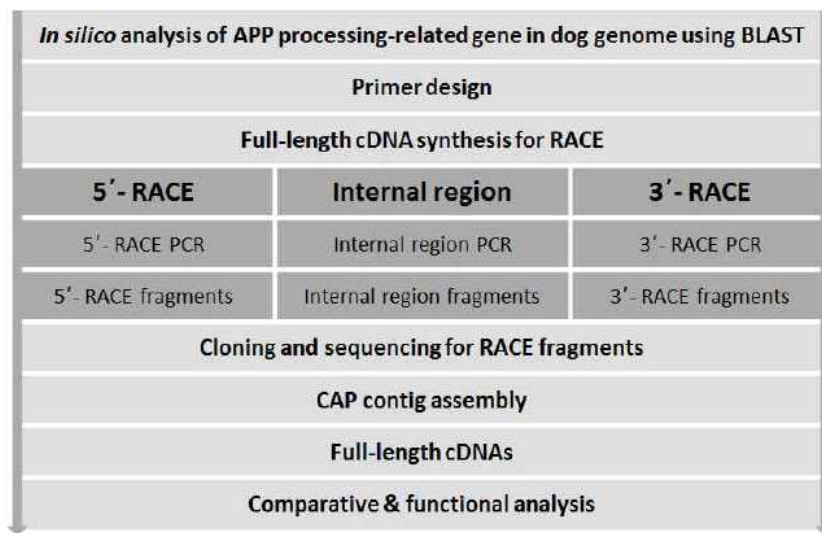 In silico analysis of APP processing-related gene in dog genome using BLAST
Primer design
Full-length cDNA synthesis for RACE
5´- RACE
Internal region
3´- RACE
5′- RACE PCR
Internal region PCR
3′- RACE PCR
5′- RACE fragments
Internal region fragments
3′- RACE fragments
Cloning and sequencing for RACE fragments
CAP contig assembly
Full-length cDNAs
Comparative & functional analysis